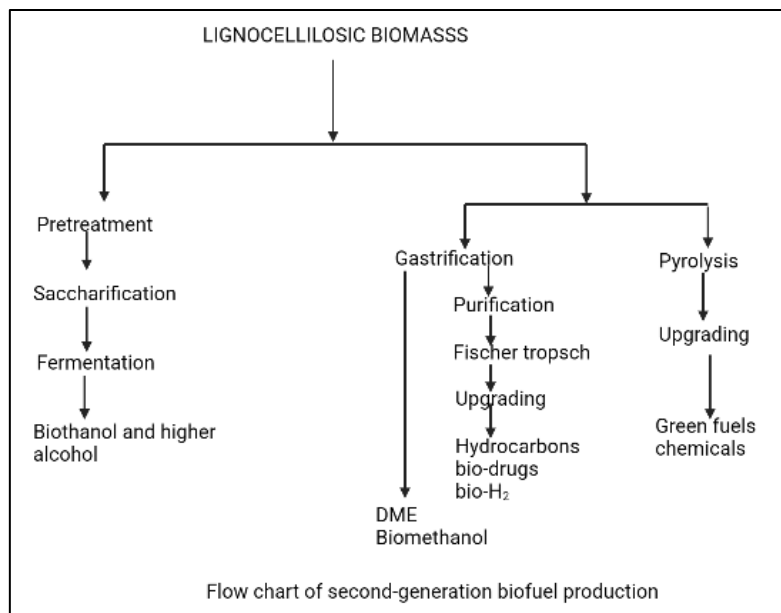 LIGNOCELLILOSIC BIOMASSS
Pretreatment
Saccharification
Fermentation
Biothanol and higher
alcohol
Gastrification
Purification
Fischer tropsch
Upgrading
Hydrocarbons
bio-drugs
bio-H₂
DME
Biomethanol
Pyrolysis
Upgrading
Green fuels
chemicals
Flow chart of second-generation biofuel production